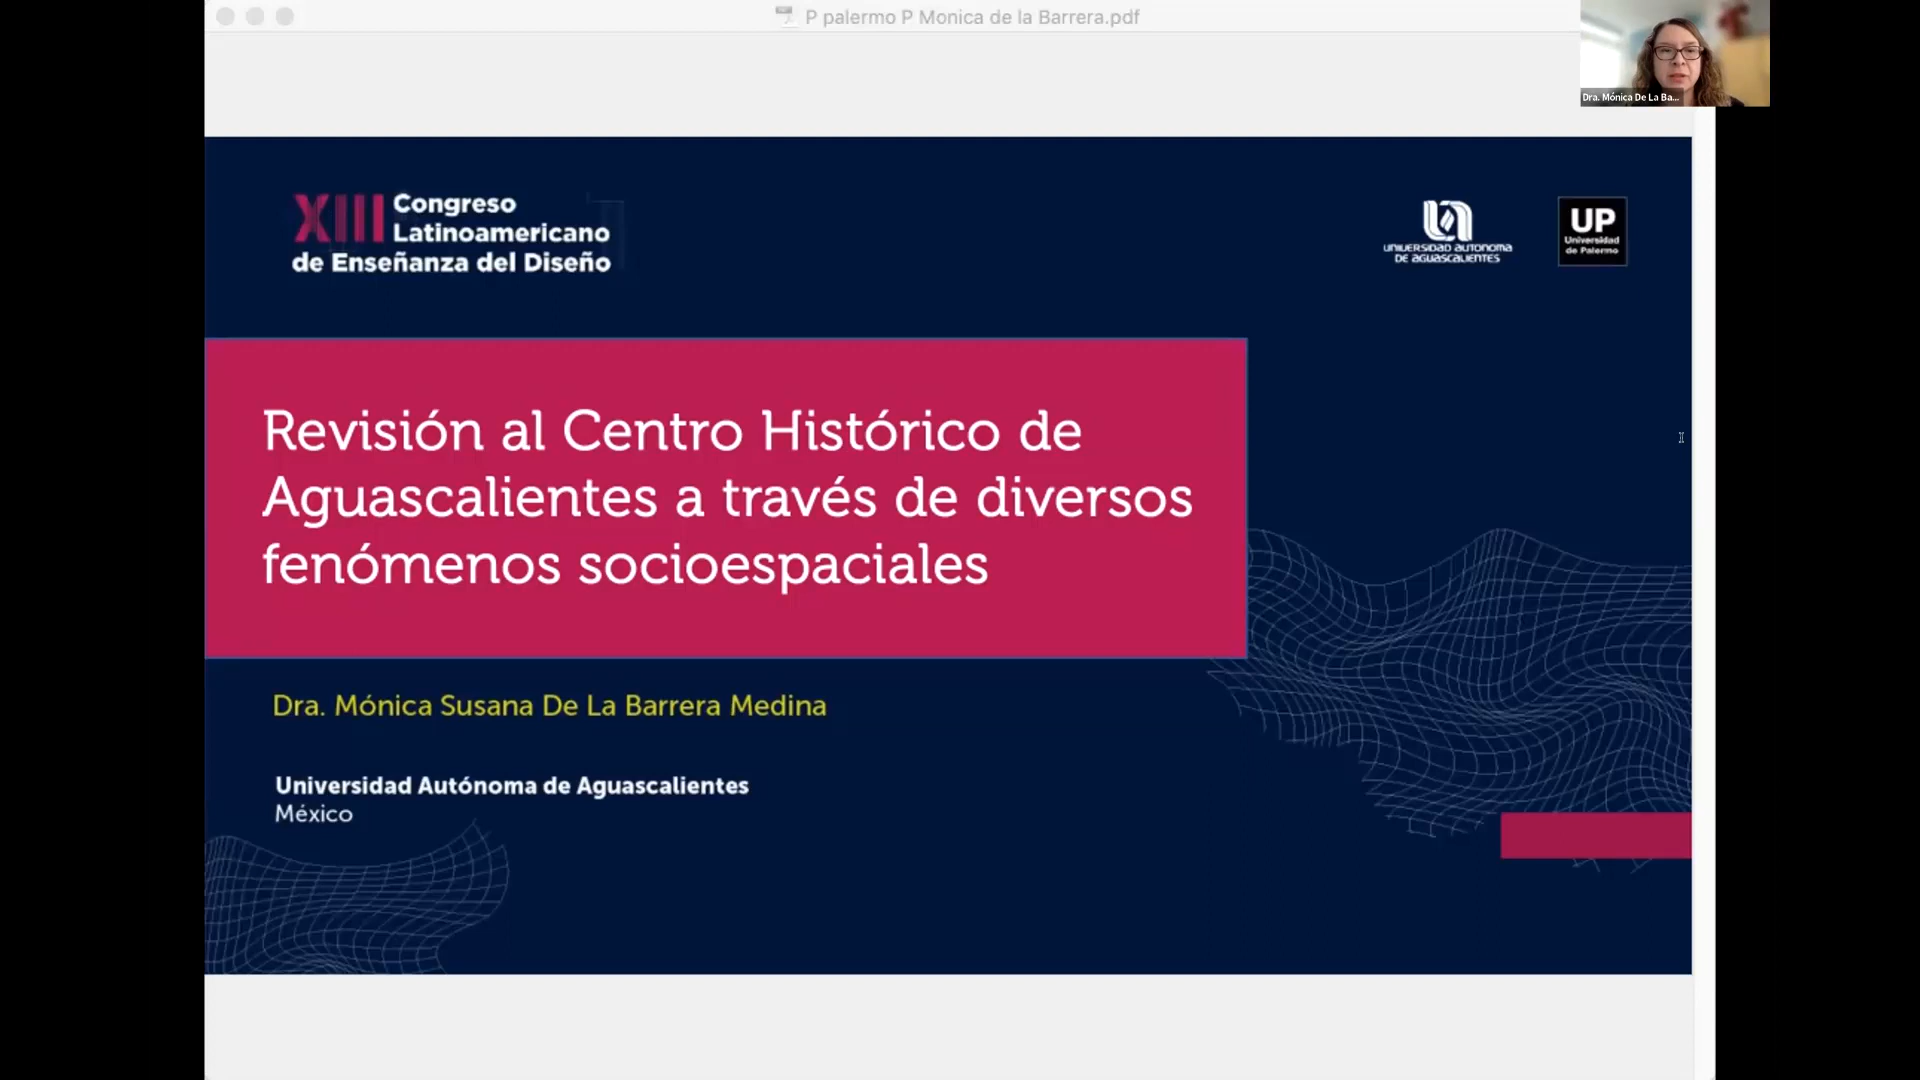 P palermo P Monica de la Barrera.pdf
Dra. Mónica De La Ba...
XIII Congreso
Latinoamericano
de Enseñanza del Diseño
UNIVERSIDAD AUTONOMA
DE AGUASCALIENTES
UP
Universidad
de Palermo
Revisión al Centro Histórico de
Aguascalientes a través de diversos
fenómenos socioespaciales
Dra. Mónica Susana De La Barrera Medina
Universidad Autónoma de Aguascalientes
México